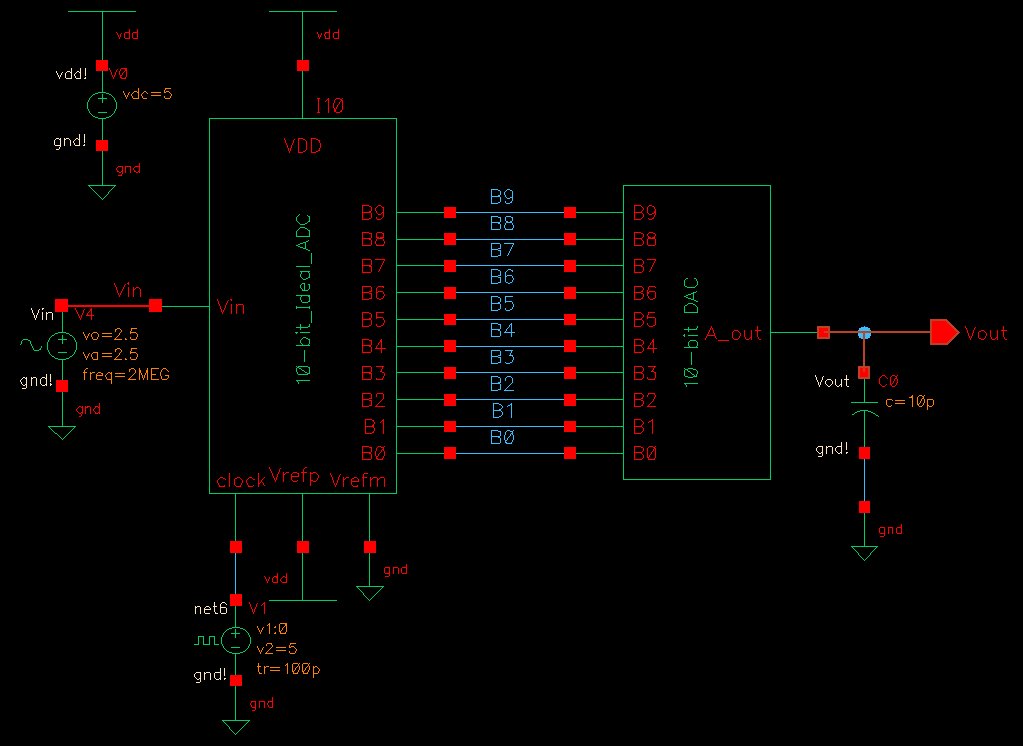 vdd
vdd
vdd!
V0
vdc=5
gnd!
gnd
I10
VDD
10-bit_Ideal_ADC
B9
B8
B7
B6
B5
B4
B3
B2
B1
B0
B9
B8
B7
B6
B5
B4
B3
B2
B1
B0
B9
B8
B7
B6
B5
B4
B3
B2
B1
B0
10-bit DAC
A_out
Vout
Vout
C0
c=10p
gnd!
gnd
Vin
Vin
Vin
V4
vo=2.5
va=2.5
freq=2MEG
gnd!
gnd
clock
Vrefp
Vrefm
vdd
gnd
net6
V1
v1:0
v2=5
tr=100p
gnd!
gnd